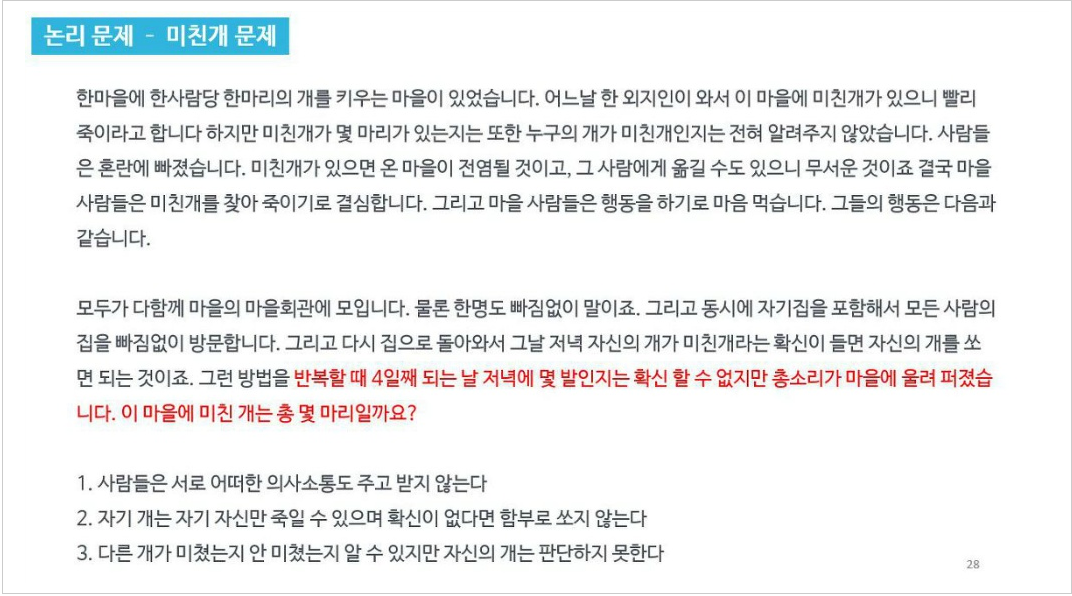 논리 문제 - 미친개 문제
한마을에 한사람당 한마리의 개를 키우는 마을이 있었습니다. 어느날 한 외지인이 와서 이 마을에 미친개가 있으니 빨리
죽이라고 합니다 하지만 미친개가 몇 마리가 있는지는 또한 누구의 개가 미친개인지는 전혀 알려주지 않았습니다. 사람들
은 혼란에 빠졌습니다. 미친개가 있으면 온 마을이 전염될 것이고, 그 사람에게 옮길 수도 있으니 무서운 것이죠 결국 마을
사람들은 미친개를 찾아 죽이기로 결심합니다. 그리고 마을 사람들은 행동을 하기로 마음 먹습니다. 그들의 행동은 다음과
같습니다.
모두가 다함께 마을의 마을회관에 모입니다. 물론 한명도 빠짐없이 말이죠. 그리고 동시에 자기집을 포함해서 모든 사람의
집을 빠짐없이 방문합니다. 그리고 다시 집으로 돌아와서 그날 저녁 자신의 개가 미친개라는 확신이 들면 자신의 개를 쏘
면 되는 것이죠. 그런 방법을 반복할 때 4일째 되는 날 저녁에 몇 발인지는 확신 할 수 없지만 총소리가 마을에 울려 퍼졌습
니다. 이 마을에 미친 개는 총 몇 마리일까요?
1. 사람들은 서로 어떠한 의사소통도 주고 받지 않는다
2. 자기 개는 자기 자신만 죽일 수 있으며 확신이 없다면 함부로 쏘지 않는다
3. 다른 개가 미쳤는지 안 미쳤는지 알 수 있지만 자신의 개는 판단하지 못한다
28